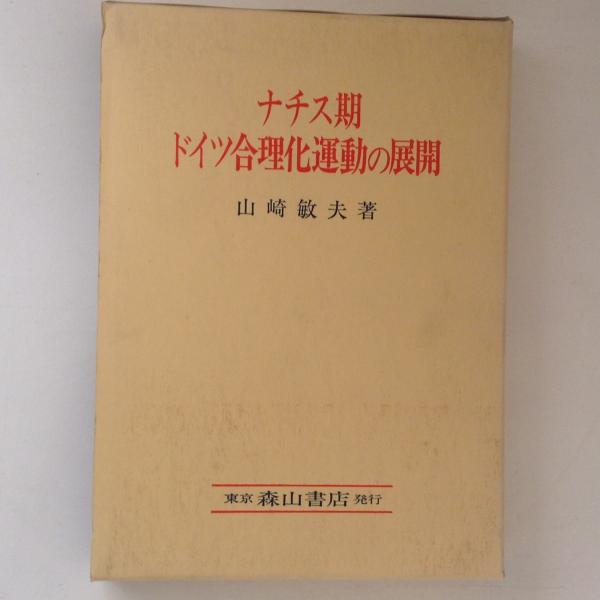 ナチス期
ドイツ合理化運動の展開
山崎敏夫著
東京 森山書店 発行